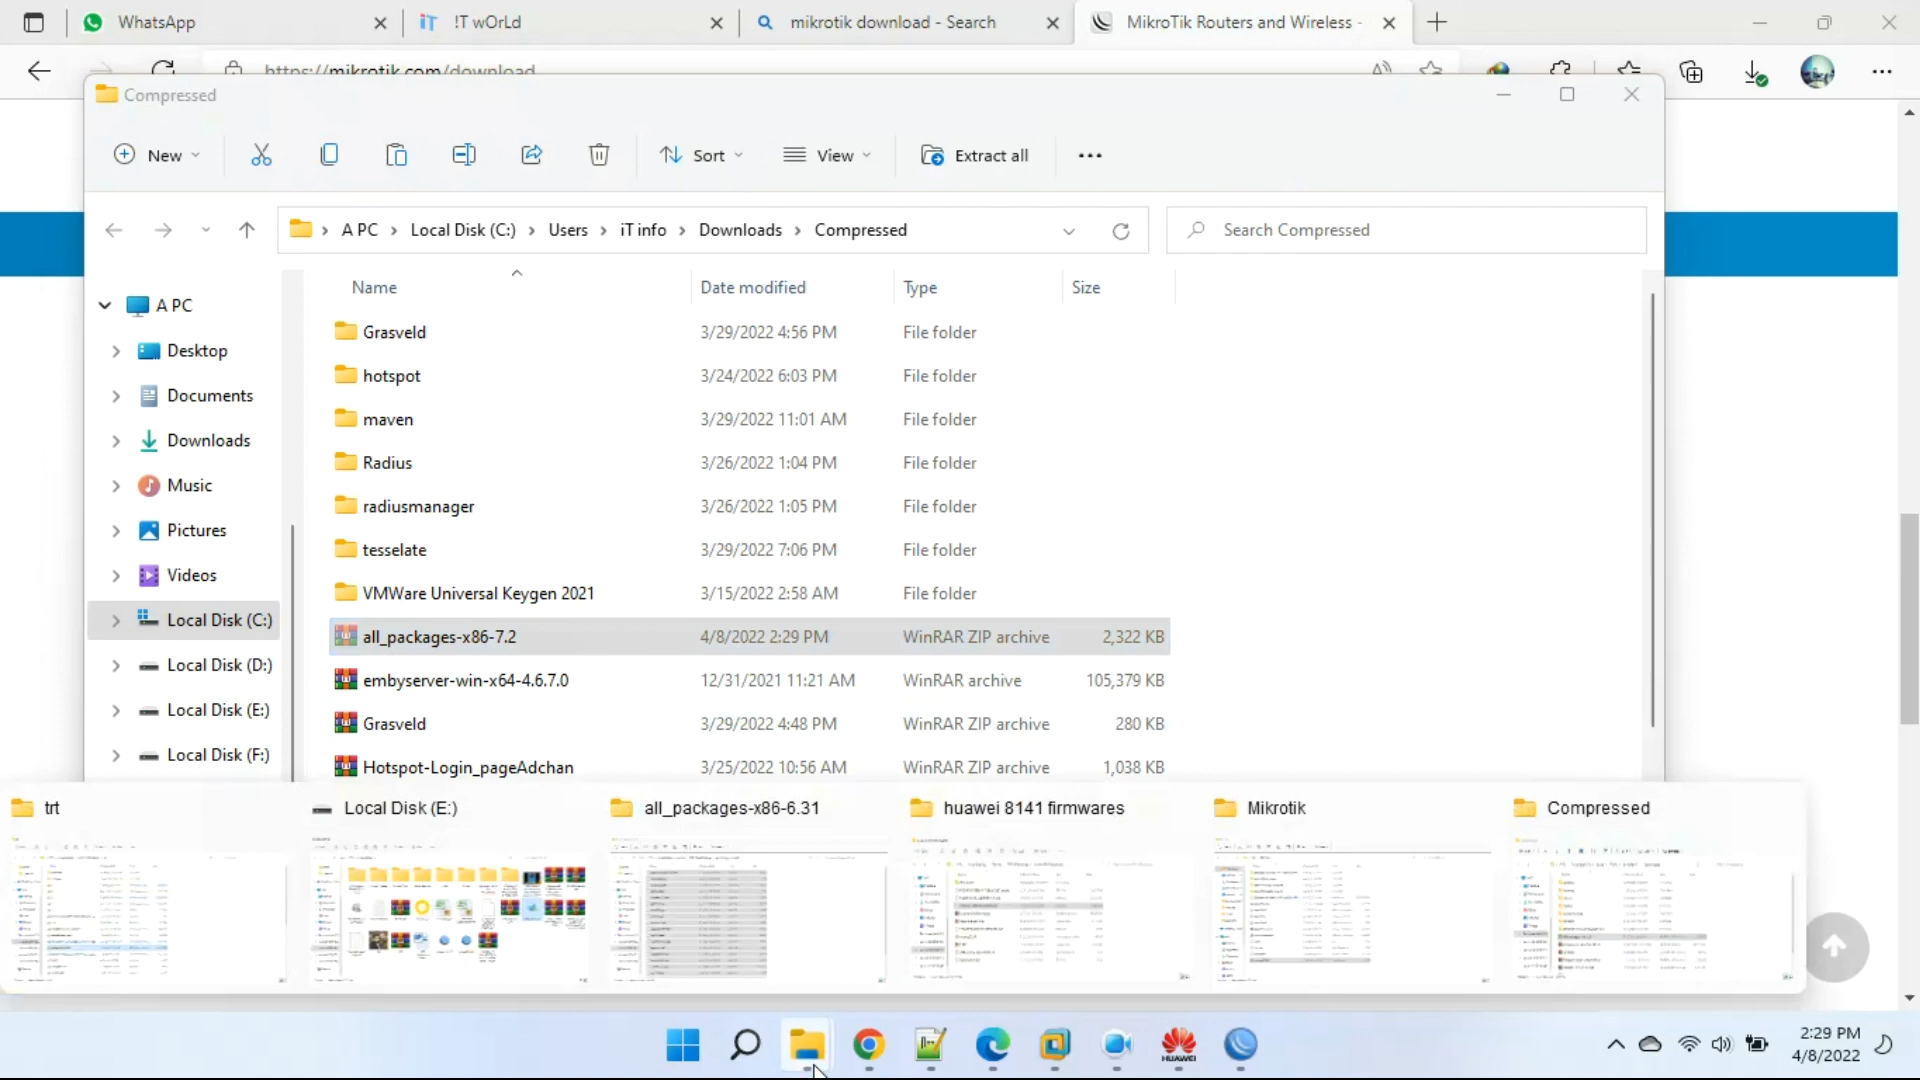 WhatsApp
!T wOrLd
mikrotik download - Search
MikroTik Routers and Wireless -
https://mikrotik.com/download
Compressed
New
Sort
View
Extract all
A PC > Local Disk (C:) > Users > iT info > Downloads > Compressed
Search Compressed
Name
Date modified
Type
Size
A PC
Desktop
Documents
Downloads
Music
Pictures
Videos
Local Disk (C:)
Local Disk (D:)
Local Disk (E:)
Local Disk (F:)
Grasveld 3/29/2022 4:56 PM File folder
hotspot 3/24/2022 6:03 PM File folder
maven 3/29/2022 11:01 AM File folder
Radius 3/26/2022 1:04 PM File folder
radiusmanager 3/26/2022 1:05 PM File folder
tesselate 3/29/2022 7:06 PM File folder
VMWare Universal Keygen 2021 3/15/2022 2:58 AM File folder
all_packages-x86-7.2 4/8/2022 2:29 PM WinRAR ZIP archive 2,322 KB
embyserver-win-x64-4.6.7.0 12/31/2021 11:21 AM WinRAR archive 105,379 KB
Grasveld 3/29/2022 4:48 PM WinRAR ZIP archive 280 KB
Hotspot-Login_pageAdchan 3/25/2022 10:56 AM WinRAR ZIP archive 1,038 KB
trt
Local Disk (E:)
all_packages-x86-6.31
huawei 8141 firmwares
Mikrotik
Compressed
HUAWEI
2:29 PM
4/8/2022